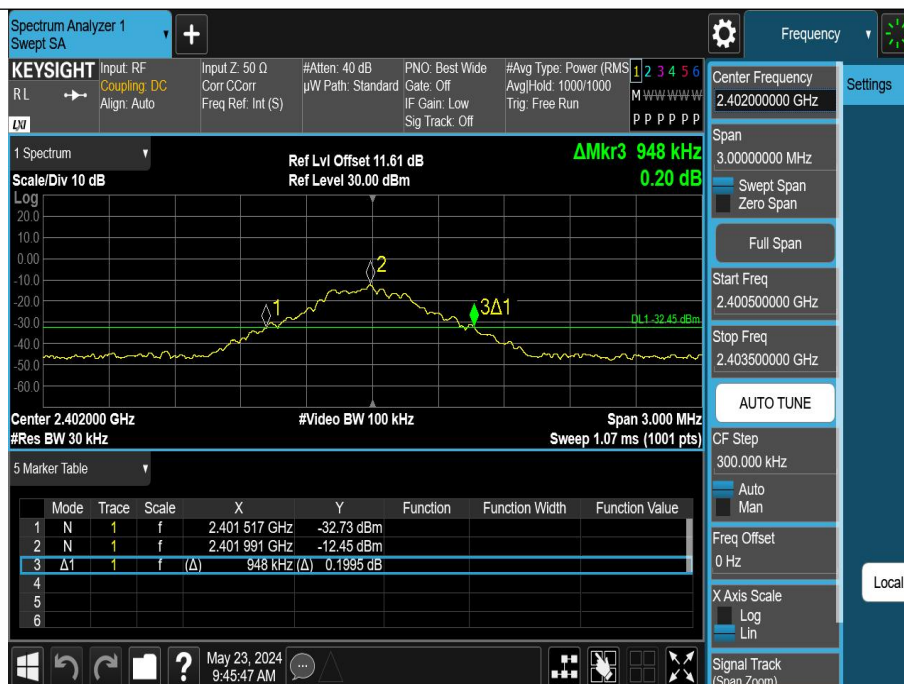 Spectrum Analyzer 1
Swept SA
+
Frequency
KEYSIGHT
RL
LXI
Input: RF
Coupling: DC
Align: Auto
Input Z: 50 Ω
Corr CCorr
Freq Ref: Int (S)
#Atten: 40 dB
µW Path: Standard
PNO: Best Wide
Gate: Off
IF Gain: Low
Sig Track: Off
#Avg Type: Power (RMS
Avg|Hold: 1000/1000
Trig: Free Run
1 2 3 4 5 6
M W W W W W
P P P P P P
1 Spectrum
Scale/Div 10 dB
Ref Lvl Offset 11.61 dB
Ref Level 30.00 dBm
ΔMkr3 948 kHz
0.20 dB
Log
20.0
10.0
0.00
-10.0
-20.0
-30.0
-40.0
-50.0
-60.0
2
1
3Δ1
DL1 -32.45 dBm
Center 2.402000 GHz
#Res BW 30 kHz
#Video BW 100 kHz
Span 3.000 MHz
Sweep 1.07 ms (1001 pts)
5 Marker Table
Mode Trace Scale X Y Function Function Width Function Value
1 N 1 f 2.401 517 GHz -32.73 dBm
2 N 1 f 2.401 991 GHz -12.45 dBm
3 Δ1 1 f (Δ) 948 kHz (Δ) 0.1995 dB
4
5
6
?
May 23, 2024
9:45:47 AM
Center Frequency
2.402000000 GHz
Span
3.00000000 MHz
Swept Span
Zero Span
Full Span
Start Freq
2.400500000 GHz
Stop Freq
2.403500000 GHz
AUTO TUNE
CF Step
300.000 kHz
Auto
Man
Freq Offset
0 Hz
X Axis Scale
Log
Lin
Signal Track
(Span Zoom)
Settings
Local